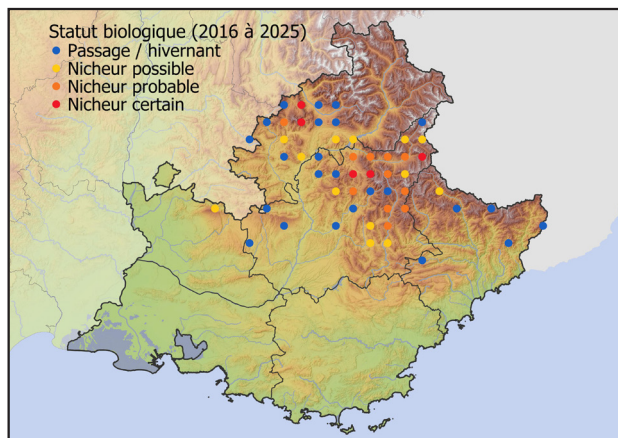 Statut biologique (2016 à 2025)
Passage / hivernant
Nicheur possible
Nicheur probable
Nicheur certain